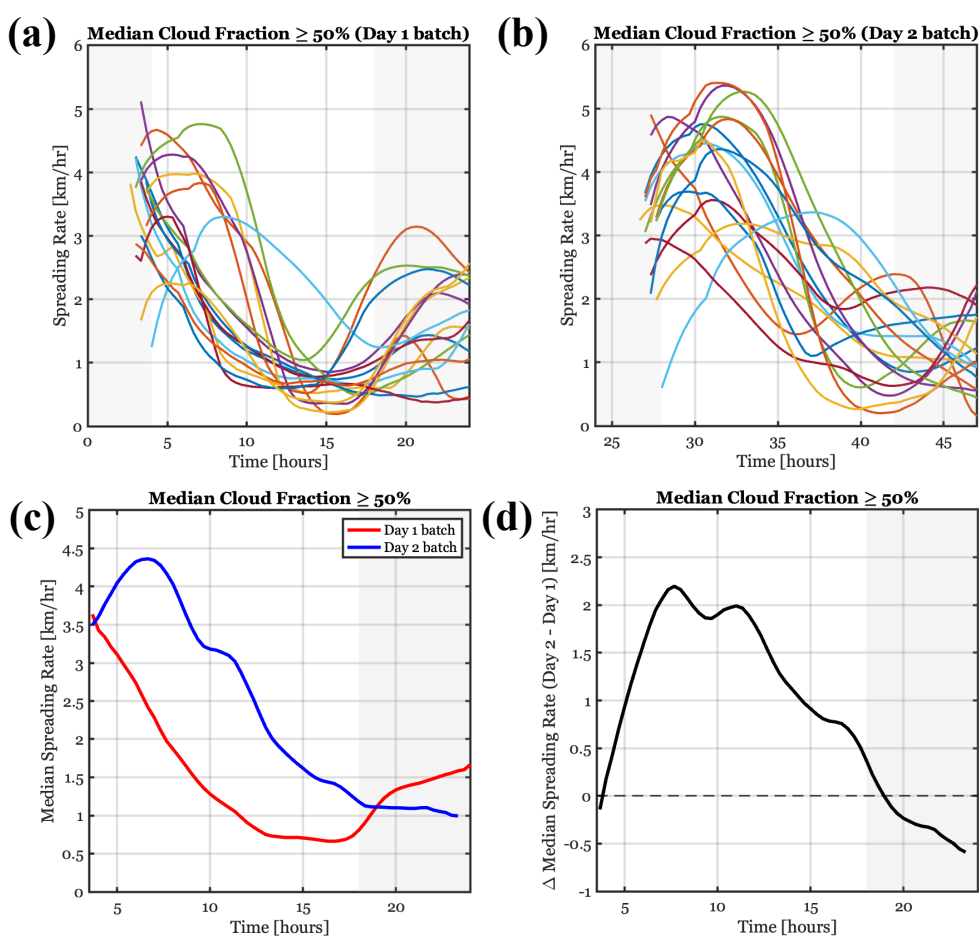 (a)
Median Cloud Fraction ≥ 50% (Day 1 batch)
6
5
4
3
2
1
0
Spreading Rate [km/hr]
0 5 10 15 20
Time [hours]
(b)
Median Cloud Fraction ≥ 50% (Day 2 batch)
6
5
4
3
2
1
0
Spreading Rate [km/hr]
25 30 35 40 45
Time [hours]
(c)
Median Cloud Fraction ≥ 50%
5
4.5
4
3.5
3
2.5
2
1.5
1
0.5
0
Median Spreading Rate [km/hr]
Day 1 batch
Day 2 batch
5 10 15 20
Time [hours]
(d)
Median Cloud Fraction ≥ 50%
3
2.5
2
1.5
1
0.5
0
-0.5
-1
Δ Median Spreading Rate (Day 2 - Day 1) [km/hr]
5 10 15 20
Time [hours]